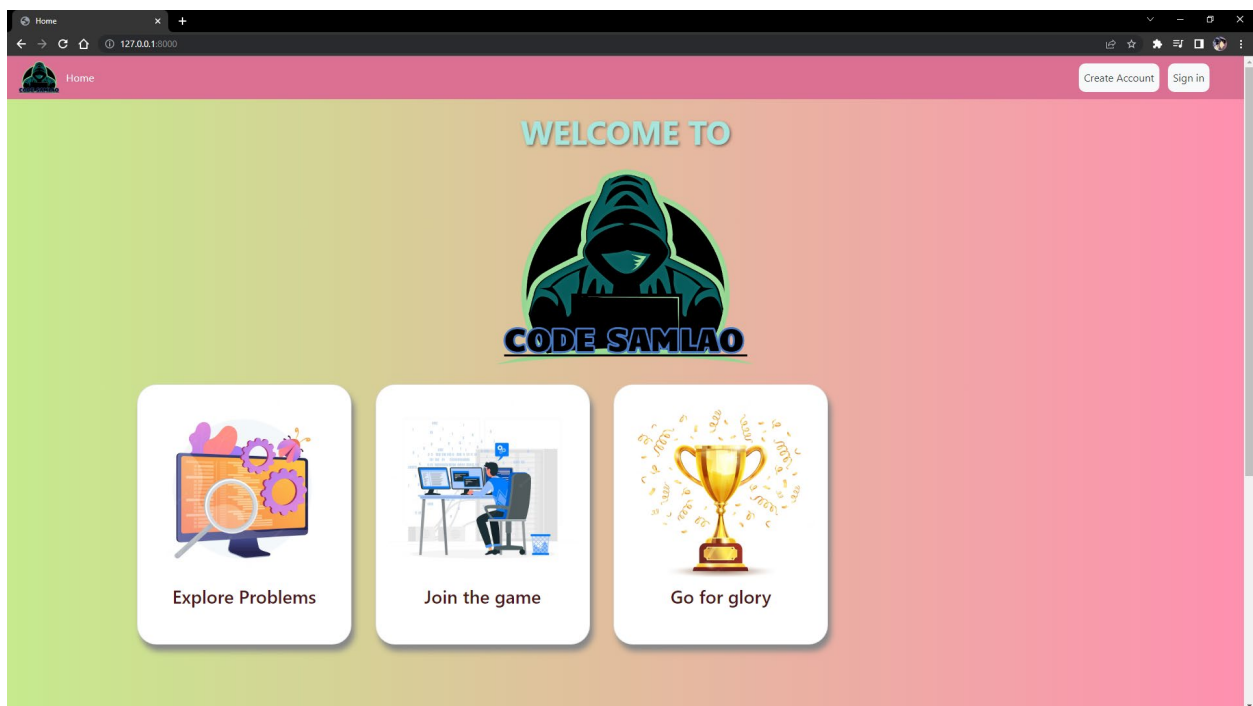 Home
127.0.0.1:8000
Home
Create Account
Sign in
WELCOME TO
CODE SAMLAO
Explore Problems
Join the game
Go for glory